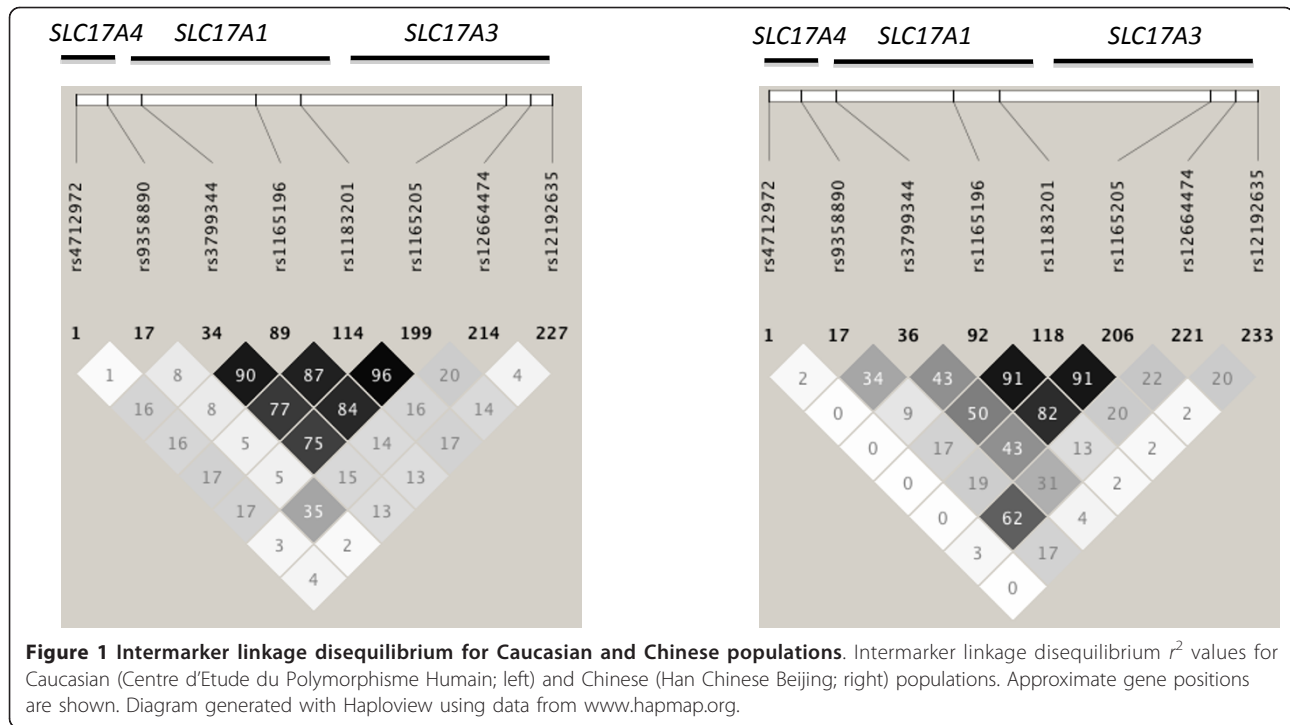 SLC17A4 SLC17A1 SLC17A3
SLC17A4 SLC17A1 SLC17A3
rs4712972 rs9358890 rs3799344 rs1165196 rs1183201 rs1165205 rs12664474 rs12192635
rs4712972 rs9358890 rs3799344 rs1165196 rs1183201 rs1165205 rs12664474 rs12192635
1 17 34 89 114 199 214 227
1 17 36 92 118 206 221 233
1 8 90 87 96 20 4
16 8 77 84 16 14
16 5 75 14 17
17 5 15 13
17 35 13
3 2
4
2 34 43 91 91 22 20
0 9 50 82 20 2
0 17 43 13 2
0 19 31 2
0 62 4
3 17
0
Figure 1 Intermarker linkage disequilibrium for Caucasian and Chinese populations. Intermarker linkage disequilibrium r² values for
Caucasian (Centre d'Etude du Polymorphisme Humain; left) and Chinese (Han Chinese Beijing; right) populations. Approximate gene positions
are shown. Diagram generated with Haploview using data from www.hapmap.org.